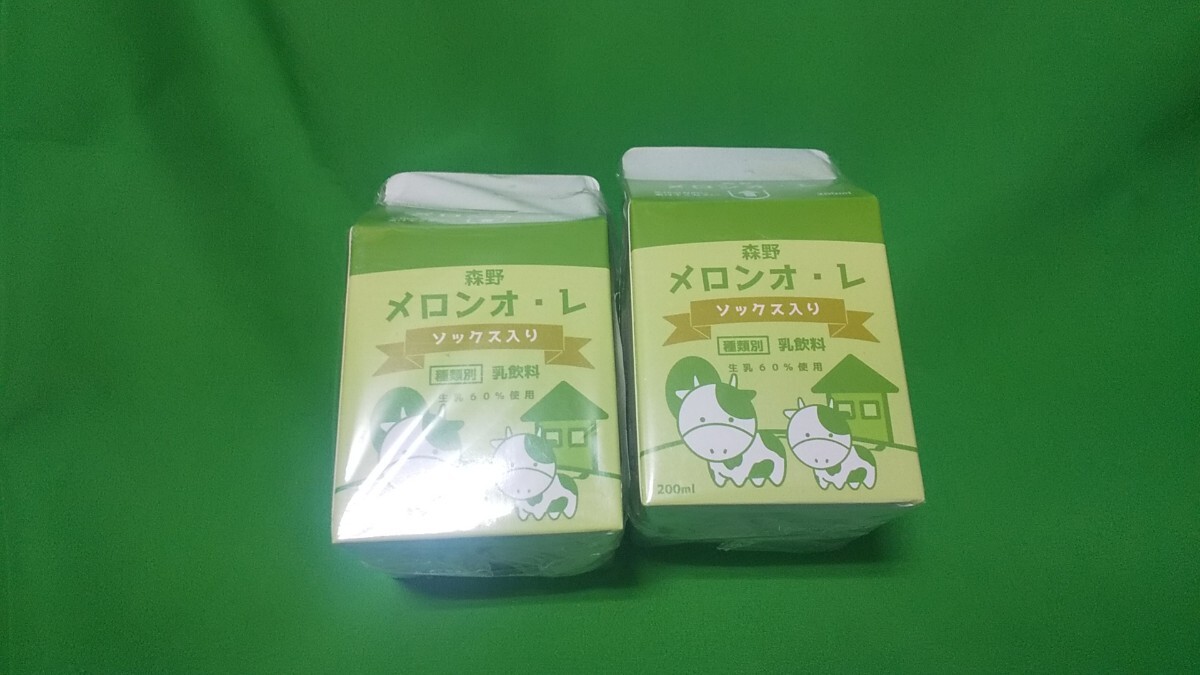 森野
メロンオ・レ
ソックス入り
種類別 乳飲料
生乳60%使用
森野
メロンオ・レ
ソックス入り
種類別 乳飲料
生乳60%使用
200ml